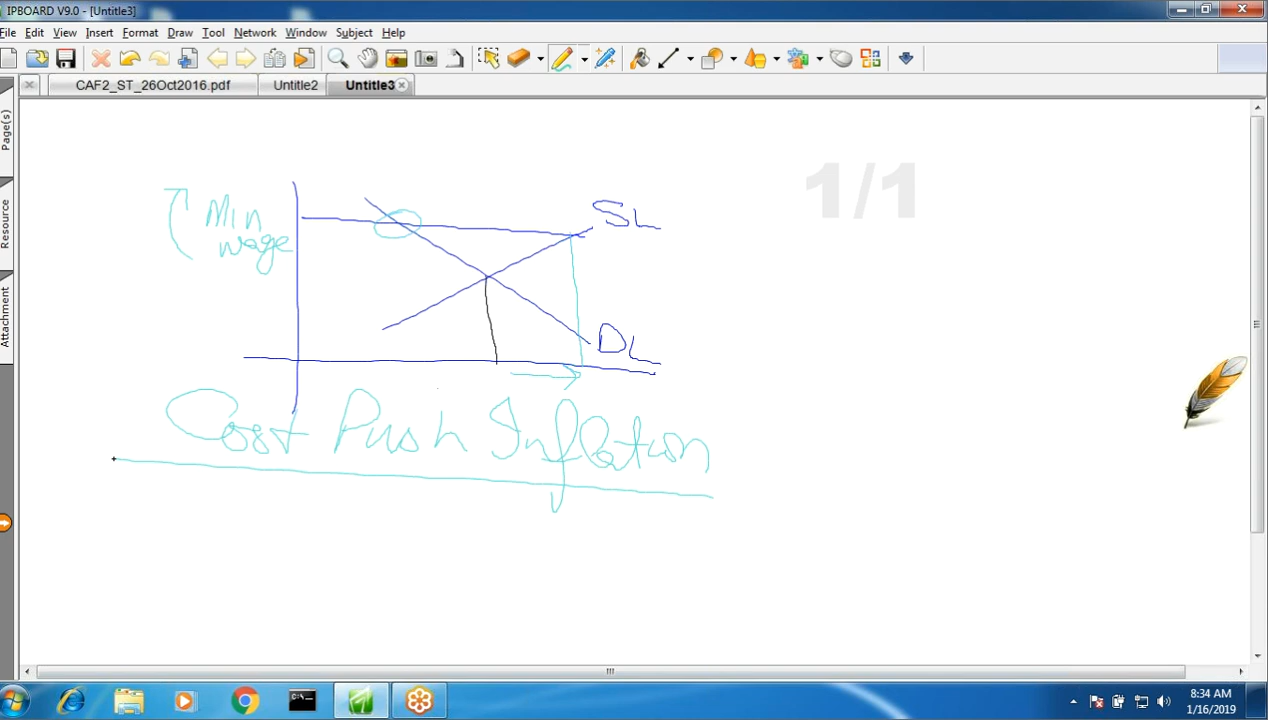 IPBOARD V9.0 - [Untitle3]
File Edit View Insert Format Draw Tool Network Window Subject Help
CAF2_ST_26Oct2016.pdf Untitle2 Untitle3
Page(s)
Resource
Attachment
1/1
Min
wage
SL
DL
Cost Push Inflation
8:34 AM
1/16/2019